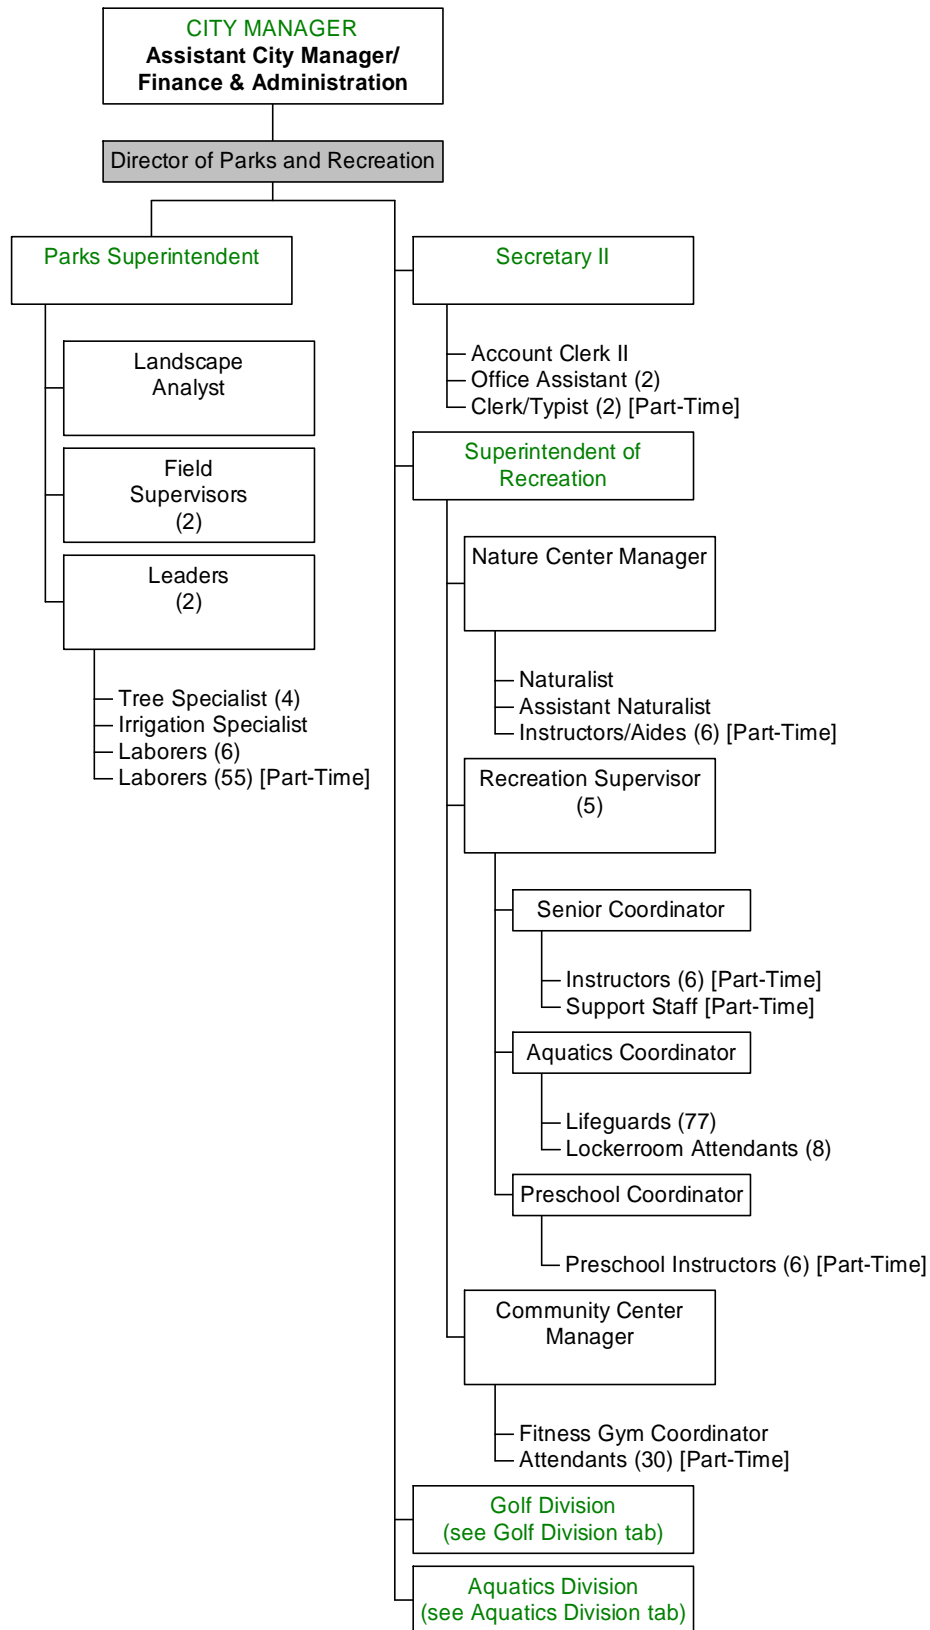 CITY MANAGER
Assistant City Manager/
Finance & Administration
Director of Parks and Recreation
Parks Superintendent
Landscape
Analyst
Field
Supervisors
(2)
Leaders
(2)
Tree Specialist (4)
Irrigation Specialist
Laborers (6)
Laborers (55) [Part-Time]
Secretary II
Account Clerk II
Office Assistant (2)
Clerk/Typist (2) [Part-Time]
Superintendent of
Recreation
Nature Center Manager
Naturalist
Assistant Naturalist
Instructors/Aides (6) [Part-Time]
Recreation Supervisor
(5)
Senior Coordinator
Instructors (6) [Part-Time]
Support Staff [Part-Time]
Aquatics Coordinator
Lifeguards (77)
Lockerroom Attendants (8)
Preschool Coordinator
Preschool Instructors (6) [Part-Time]
Community Center
Manager
Fitness Gym Coordinator
Attendants (30) [Part-Time]
Golf Division
(see Golf Division tab)
Aquatics Division
(see Aquatics Division tab)